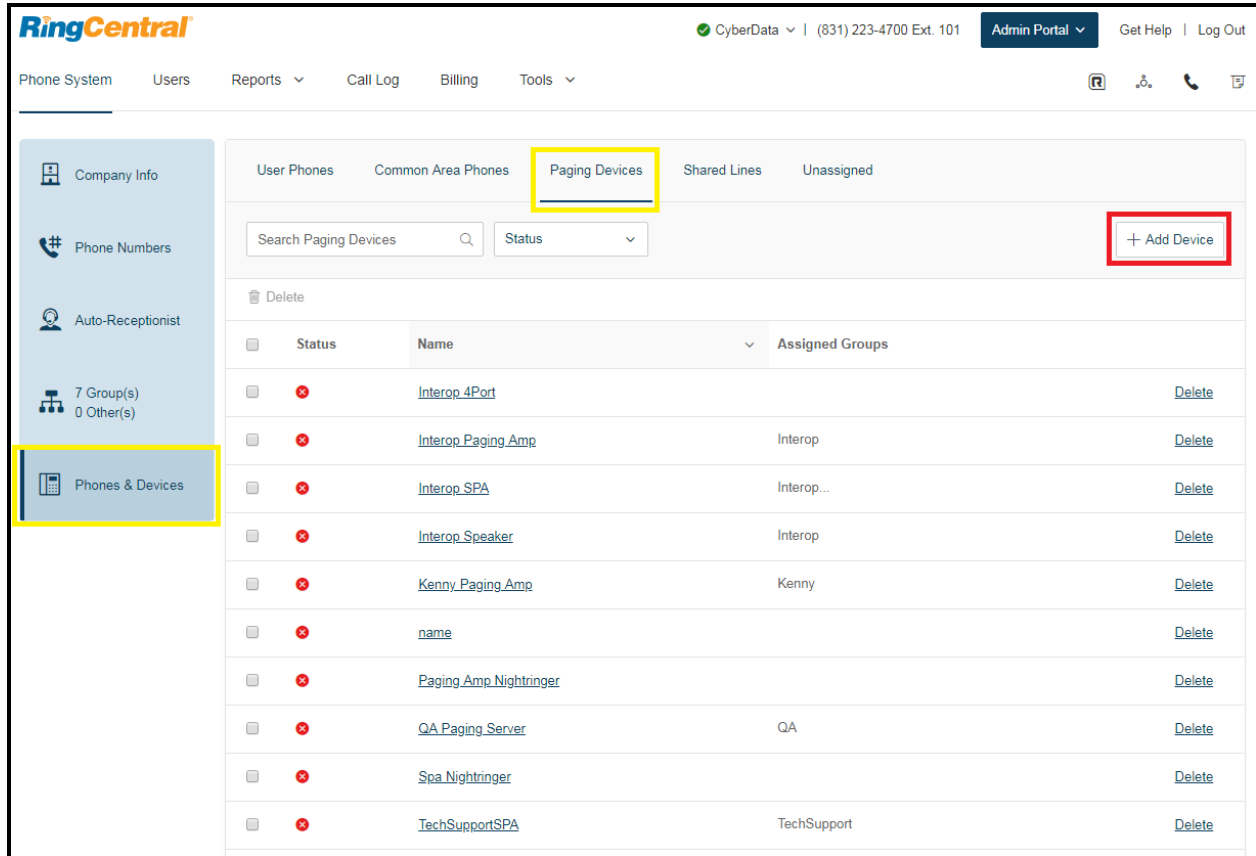 RingCentral
CyberData | (831) 223-4700 Ext. 101 Admin Portal Get Help | Log Out
Phone System Users Reports Call Log Billing Tools
Company Info
Phone Numbers
Auto-Receptionist
7 Group(s)
0 Other(s)
Phones & Devices
User Phones Common Area Phones Paging Devices Shared Lines Unassigned
Search Paging Devices Status + Add Device
Delete
Status Name Assigned Groups
Interop 4Port Delete
Interop Paging Amp Interop Delete
Interop SPA Interop... Delete
Interop Speaker Interop Delete
Kenny Paging Amp Kenny Delete
name Delete
Paging Amp Nightringer Delete
QA Paging Server QA Delete
Spa Nightringer Delete
TechSupportSPA TechSupport Delete